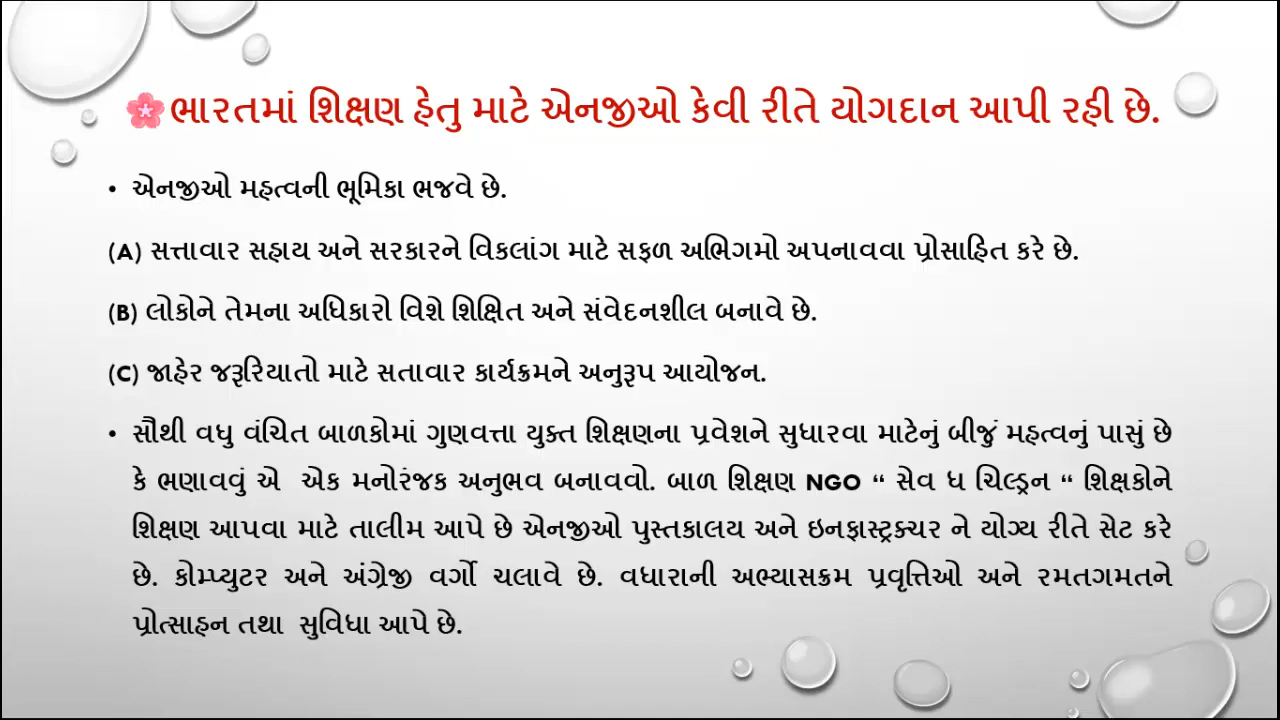 🌸ભારતમાં શિક્ષણ હેતુ માટે એનજીઓ કેવી રીતે યોગદાન આપી રહી છે.
• એનજીઓ મહત્વની ભૂમિકા ભજવે છે.
(A) સત્તાવાર સહાય અને સરકારને વિકલાંગ માટે સફળ અભિગમો અપનાવવા પ્રોસાહિત કરે છે.
(B) લોકોને તેમના અધિકારો વિશે શિક્ષિત અને સંવેદનશીલ બનાવે છે.
(C) જાહેર જરૂરિયાતો માટે સતાવાર કાર્યક્રમને અનુરૂપ આયોજન.
• સૌથી વધુ વંચિત બાળકોમાં ગુણવત્તા યુક્ત શિક્ષણના પ્રવેશને સુધારવા માટેનું બીજું મહત્વનું પાસું છે
કે ભણાવવું એ એક મનોરંજક અનુભવ બનાવવો. બાળ શિક્ષણ NGO “ સેવ ધ ચિલ્ડ્રન “ શિક્ષકોને
શિક્ષણ આપવા માટે તાલીમ આપે છે એનજીઓ પુસ્તકાલય અને ઇનફાસ્ટ્રક્ચર ને યોગ્ય રીતે સેટ કરે
છે. કોમ્પ્યુટર અને અંગ્રેજી વર્ગો ચલાવે છે. વધારાની અભ્યાસક્રમ પ્રવૃત્તિઓ અને રમતગમતને
પ્રોત્સાહન તથા સુવિધા આપે છે.